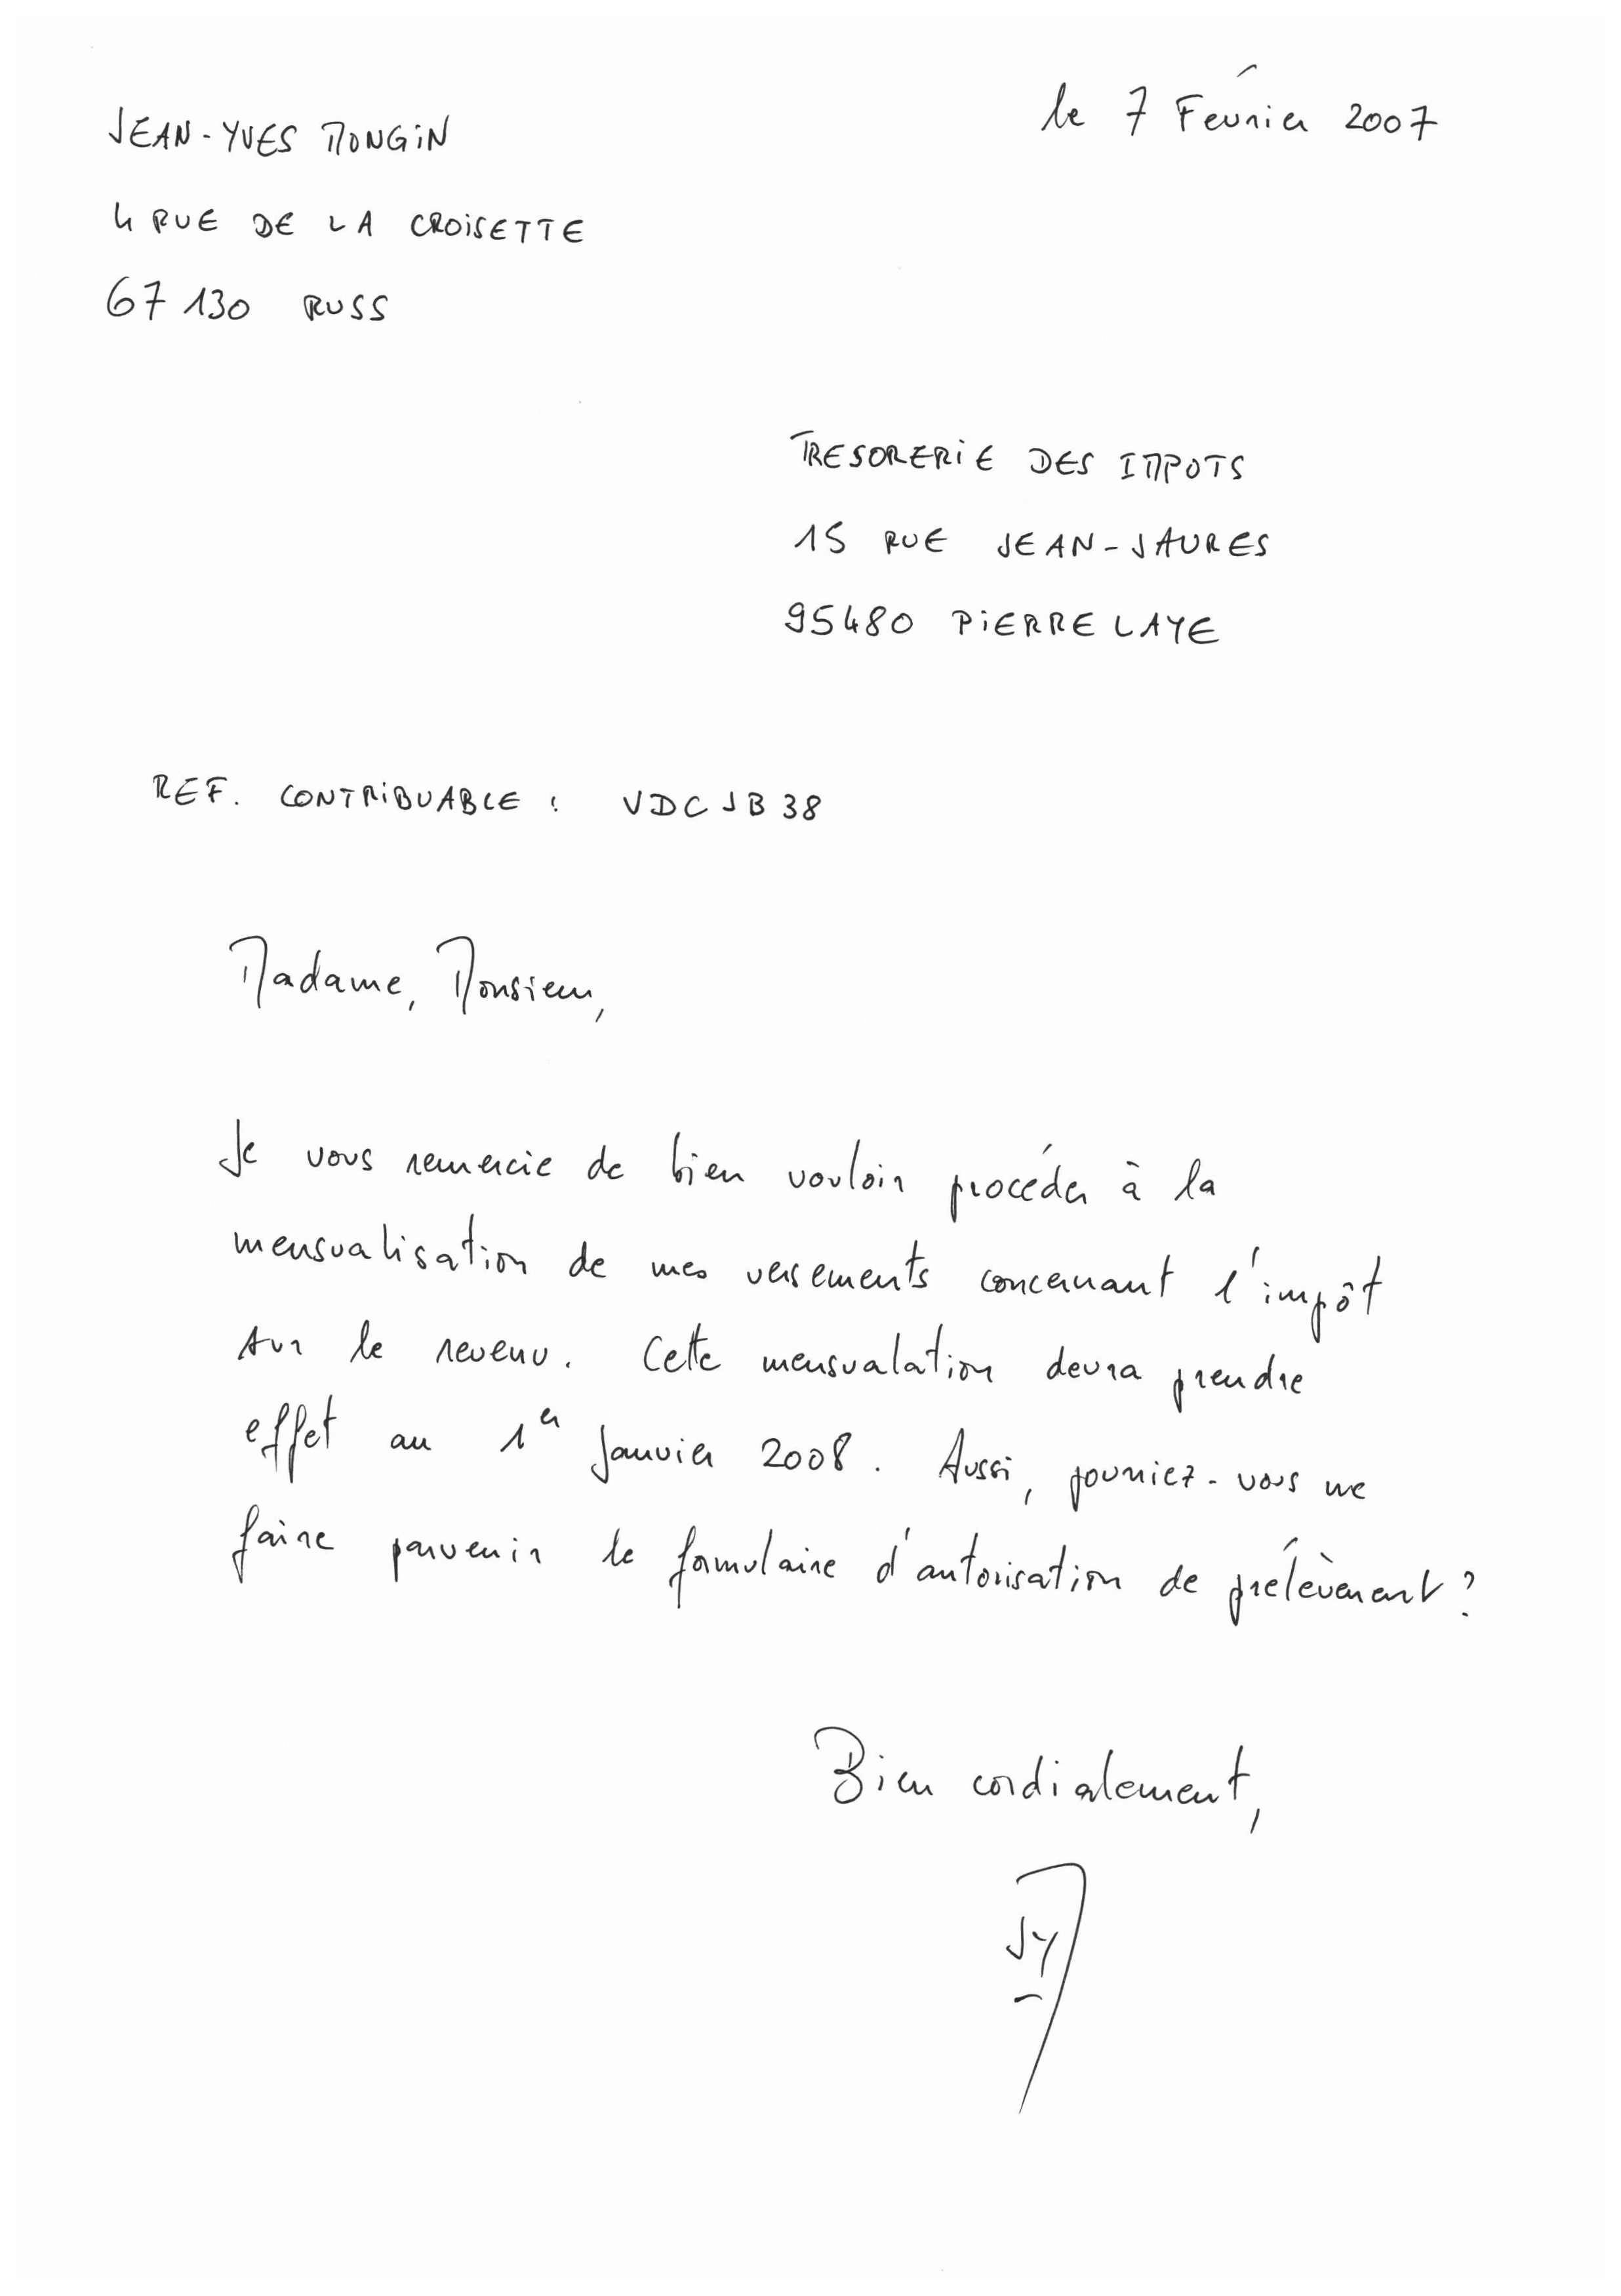 JEAN-YVES MONGIN
le 7 Février 2007
4 RUE DE LA CROISETTE
67130 RUSS
TRESORERIE DES IMPOTS
15 RUE JEAN-JAURES
95480 PIERRELAYE
REF. CONTRIBUABLE : VDCJB38
Madame, Monsieur,
Je vous remercie de bien vouloir procéder à la
mensualisation de mes versements concernant l'impôt
sur le revenu. Cette mensualation devra prendre
effet au 1er Janvier 2008. Aussi, pourriez-vous me
faire parvenir le formulaire d'autorisation de prélèvement ?
Bien cordialement,
JY